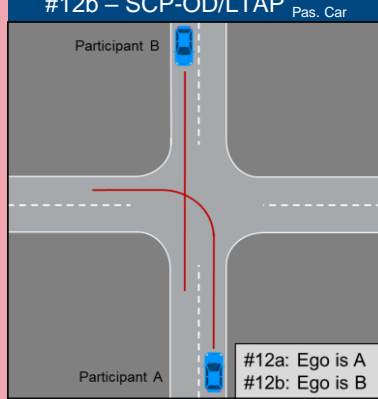 #12b – SCP-OD/LTAP Pas. Car
Participant B
Participant A
#12a: Ego is A
#12b: Ego is B